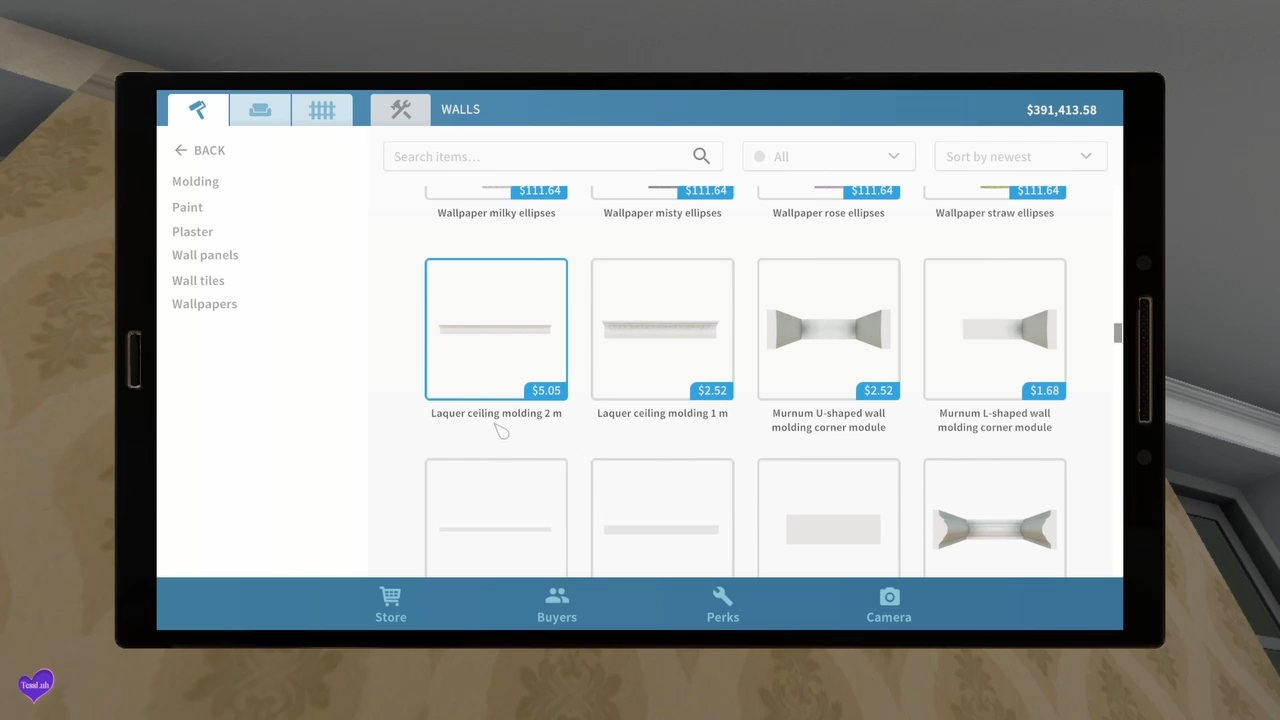 WALLS
$391,413.58
BACK
Molding
Paint
Plaster
Wall panels
Wall tiles
Wallpapers
Search items...
All
Sort by newest
$111.64
$111.64
$111.64
$111.64
Wallpaper milky ellipses
Wallpaper misty ellipses
Wallpaper rose ellipses
Wallpaper straw ellipses
$5.05
$2.52
$2.52
$1.68
Laquer ceiling molding 2 m
Laquer ceiling molding 1 m
Murnum U-shaped wall
molding corner module
Murnum L-shaped wall
molding corner module
Store
Buyers
Perks
Camera
TessLuh